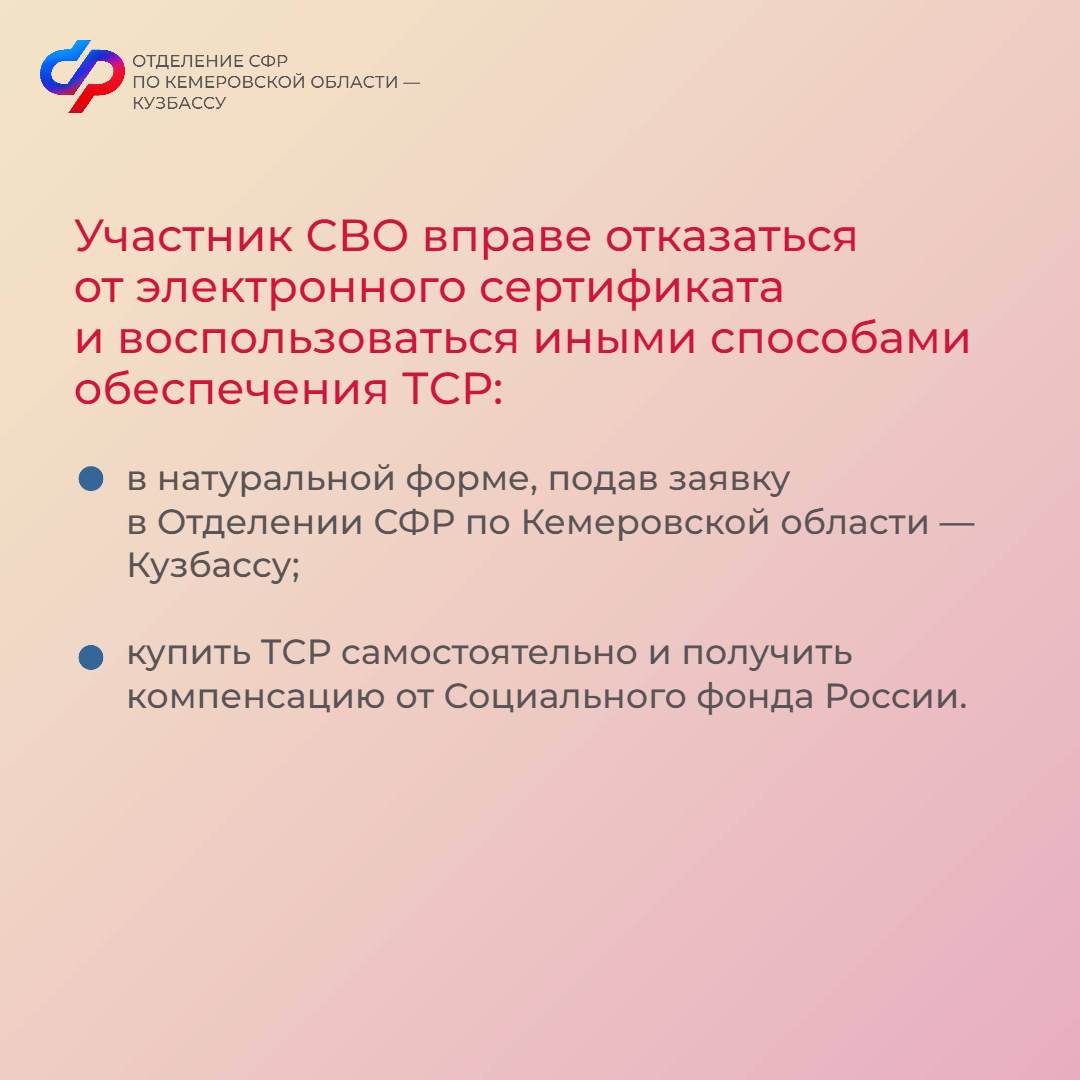 ОТДЕЛЕНИЕ СФР
ПО КЕМЕРОВСКОЙ ОБЛАСТИ —
КУЗБАССУ
Участник СВО вправе отказаться
от электронного сертификата
и воспользоваться иными способами
обеспечения ТСР:
в натуральной форме, подав заявку
в Отделении СФР по Кемеровской области —
Кузбассу;
купить ТСР самостоятельно и получить
компенсацию от Социального фонда России.